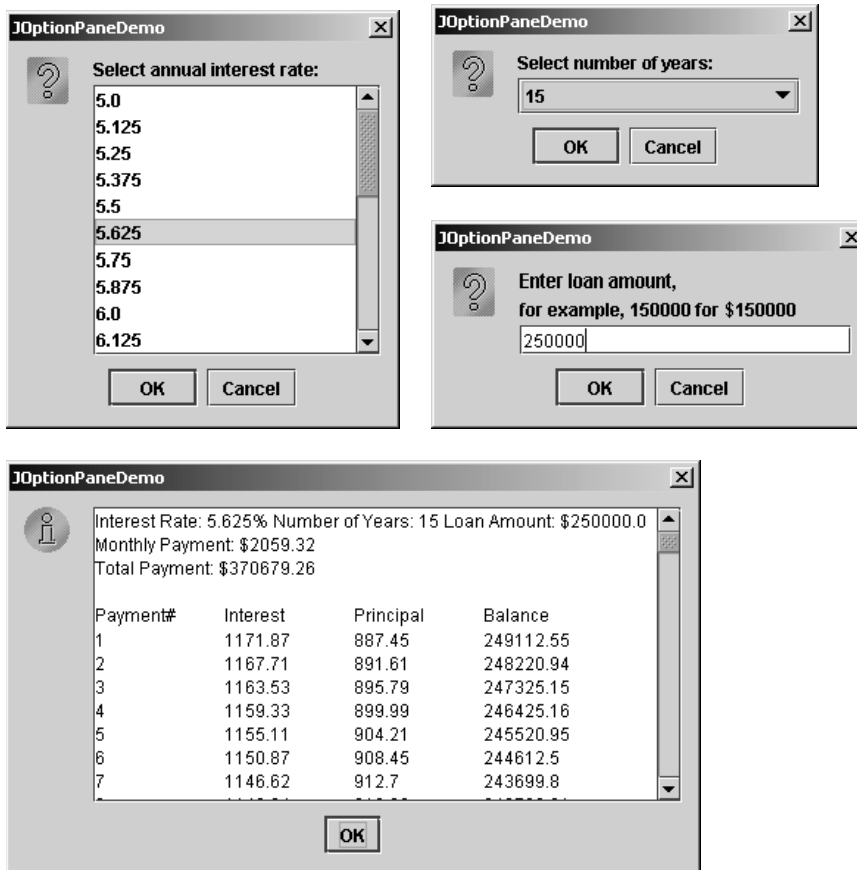 JOptionPaneDemo
Select annual interest rate:
5.0
5.125
5.25
5.375
5.5
5.625
5.75
5.875
6.0
6.125
OK Cancel
JOptionPaneDemo
Select number of years:
15
OK Cancel
JOptionPaneDemo
Enter loan amount,
for example, 150000 for $150000
250000
OK Cancel
JOptionPaneDemo
Interest Rate: 5.625% Number of Years: 15 Loan Amount: $250000.0
Monthly Payment: $2059.32
Total Payment: $370679.26
Payment# Interest Principal Balance
1 1171.87 887.45 249112.55
2 1167.71 891.61 248220.94
3 1163.53 895.79 247325.15
4 1159.33 899.99 246425.16
5 1155.11 904.21 245520.95
6 1150.87 908.45 244612.5
7 1146.62 912.7 243699.8
OK